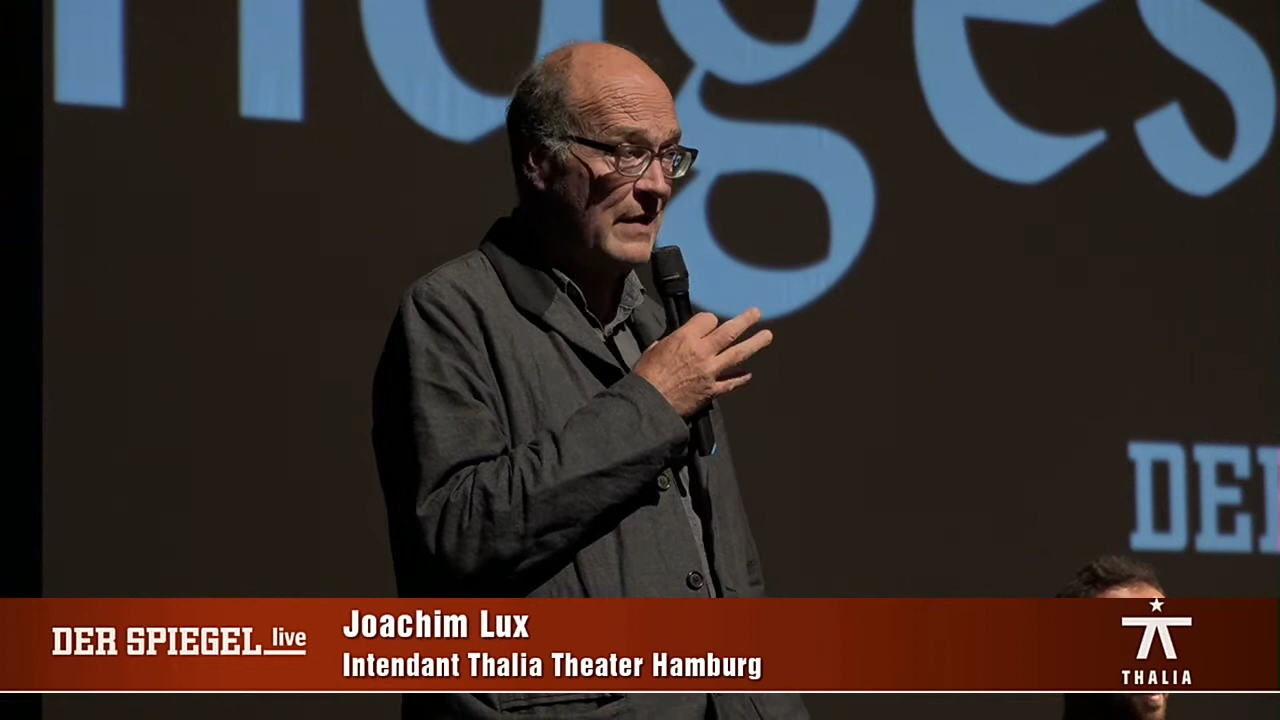 DER SPIEGEL live
Joachim Lux
Intendant Thalia Theater Hamburg
THALIA